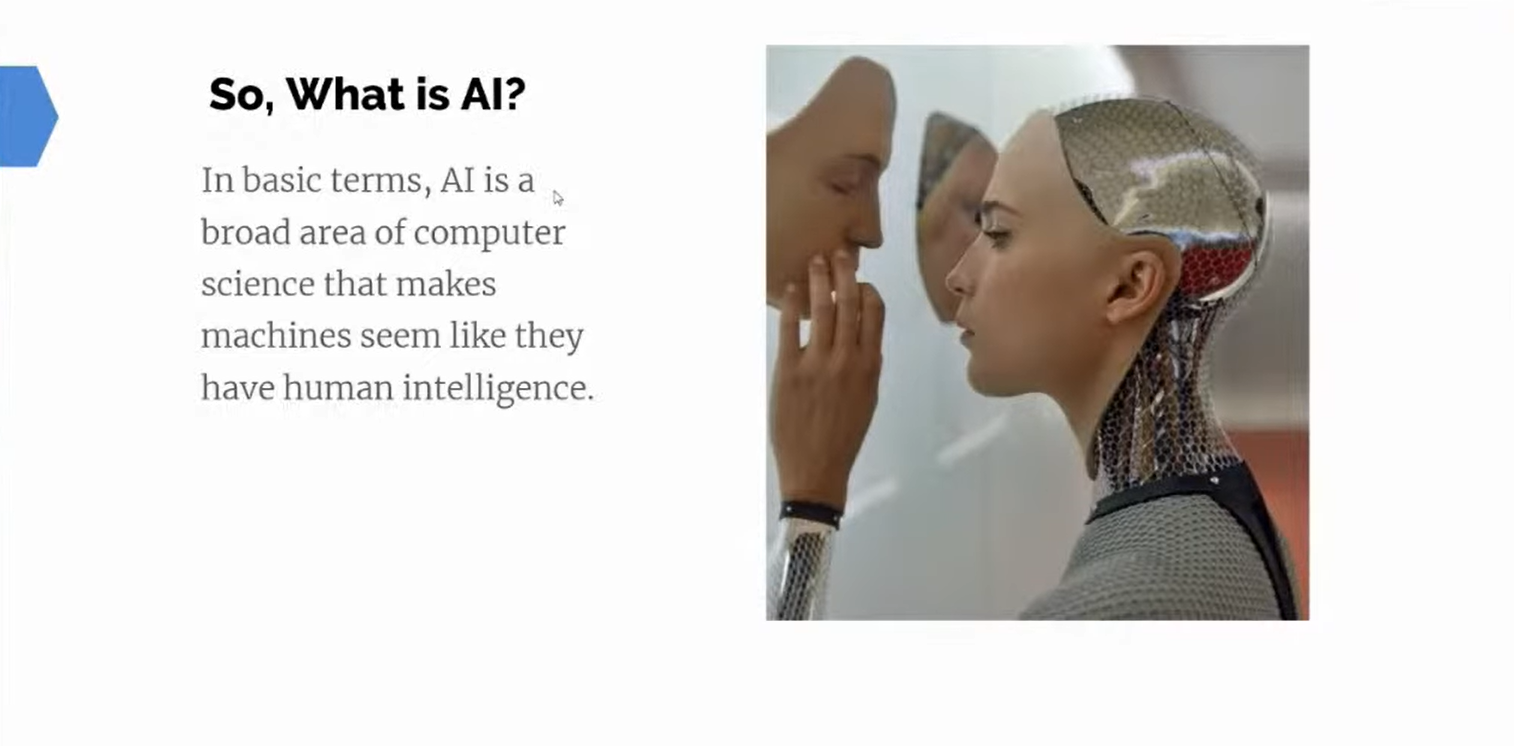 So, What is AI?
In basic terms, AI is a
broad area of computer
science that makes
machines seem like they
have human intelligence.